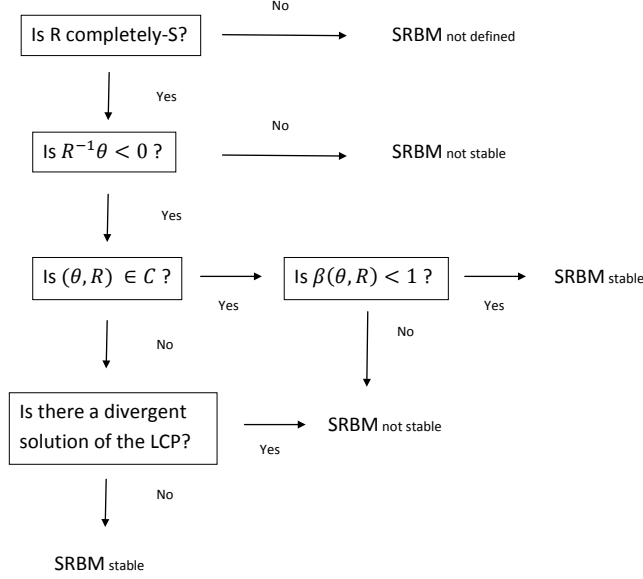 No
Is R completely-S?
SRBM not defined
Yes
No
Is R⁻¹θ < 0 ?
SRBM not stable
Yes
Is (θ, R) ∈ C ?
Is β(θ, R) < 1 ?
SRBM stable
Yes
Yes
No
No
Is there a divergent
solution of the LCP?
SRBM not stable
Yes
No
SRBM stable